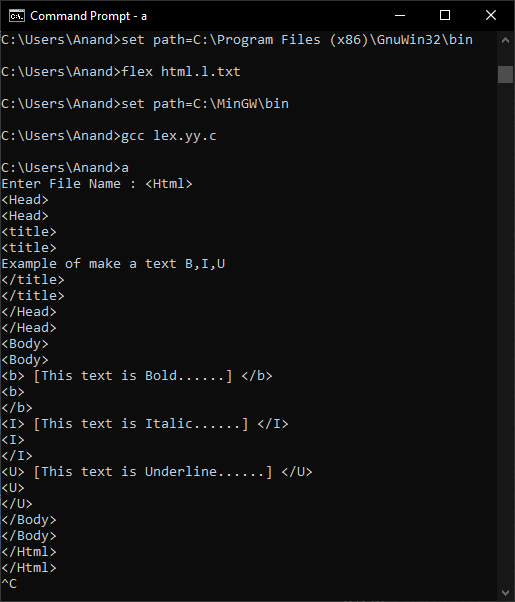 Command Prompt - a
C:\Users\Anand>set path=C:\Program Files (x86)\GnuWin32\bin
C:\Users\Anand>flex html.l.txt
C:\Users\Anand>set path=C:\MinGW\bin
C:\Users\Anand>gcc lex.yy.c
C:\Users\Anand>a
Enter File Name : <Html>
<Head>
<Head>
<title>
<title>
Example of make a text B,I,U
</title>
</title>
</Head>
</Head>
<Body>
<Body>
<b> [This text is Bold......] </b>
<b>
</b>
<I> [This text is Italic......] </I>
<I>
</I>
<U> [This text is Underline......] </U>
<U>
</U>
</Body>
</Body>
</Html>
</Html>
^C